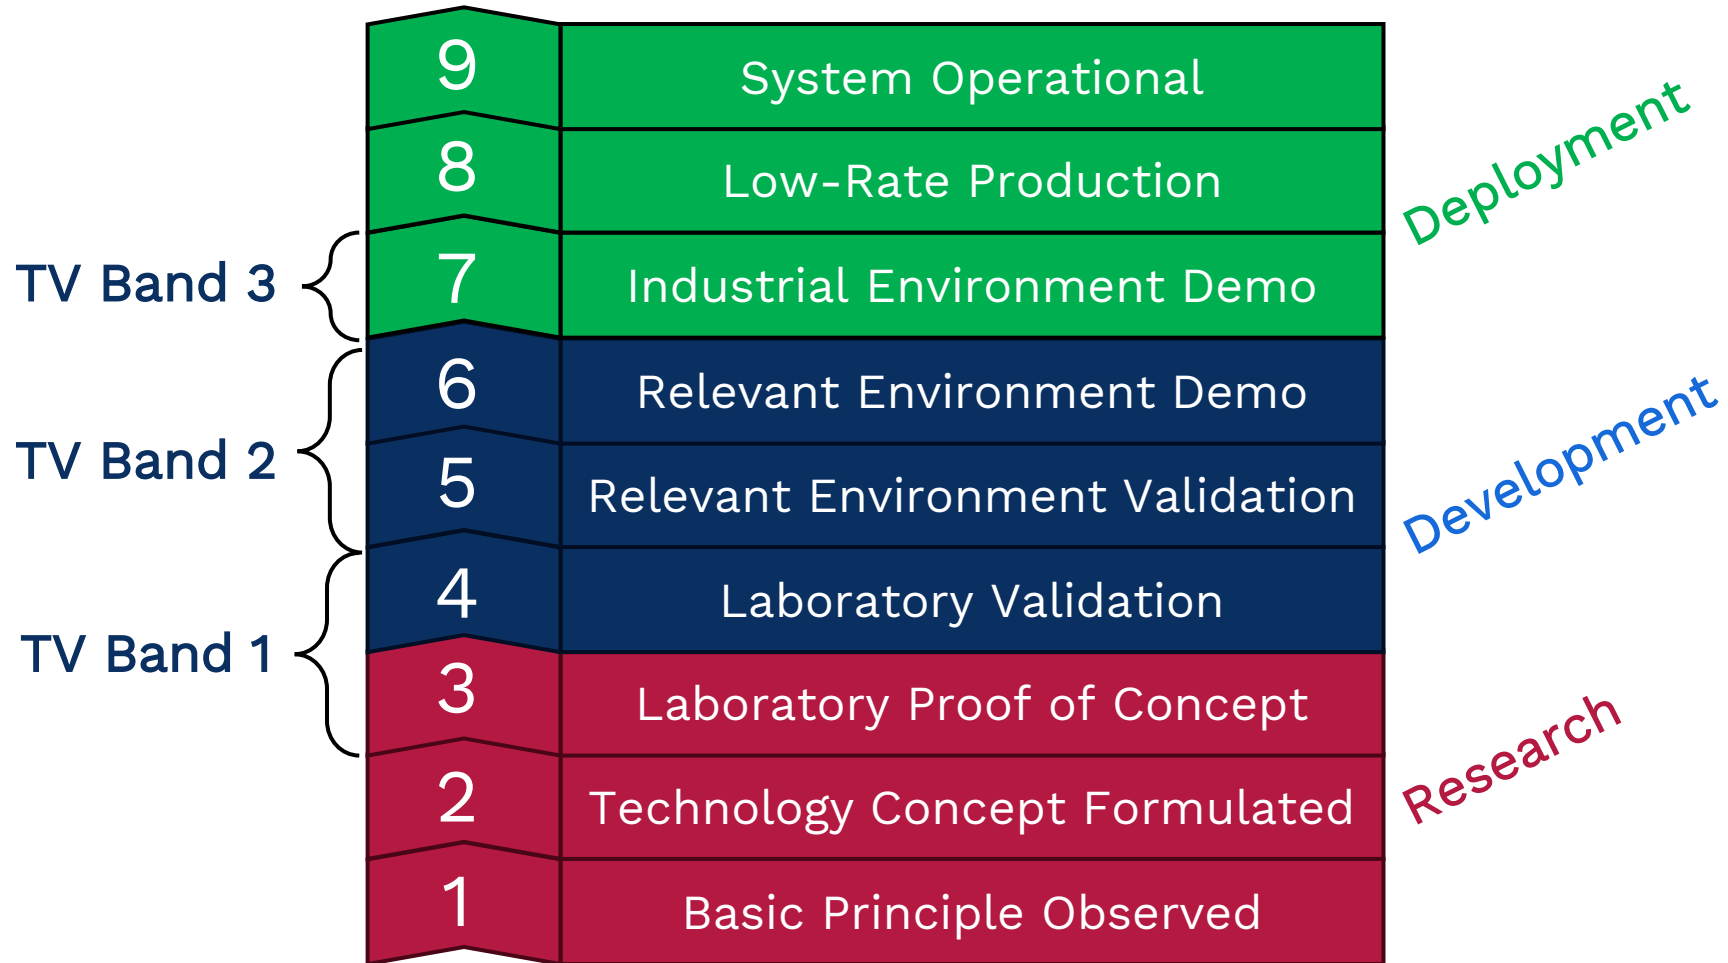 9 System Operational
8 Low-Rate Production
Deployment
TV Band 3
7 Industrial Environment Demo
6 Relevant Environment Demo
TV Band 2
5 Relevant Environment Validation
Development
4 Laboratory Validation
TV Band 1
3 Laboratory Proof of Concept
2 Technology Concept Formulated
Research
1 Basic Principle Observed